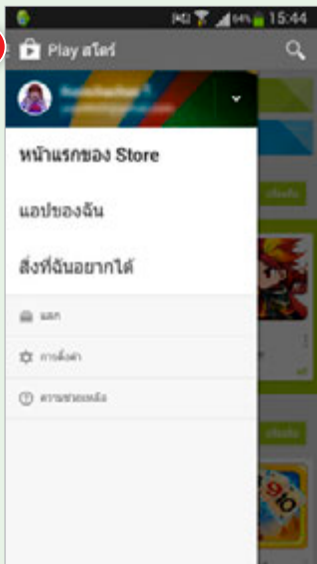 64% 15:44
Play สโตร์
หน้าแรกของ Store
แอปของฉัน
สิ่งที่ฉันอยากได้
แลก
การตั้งค่า
ความช่วยเหลือ